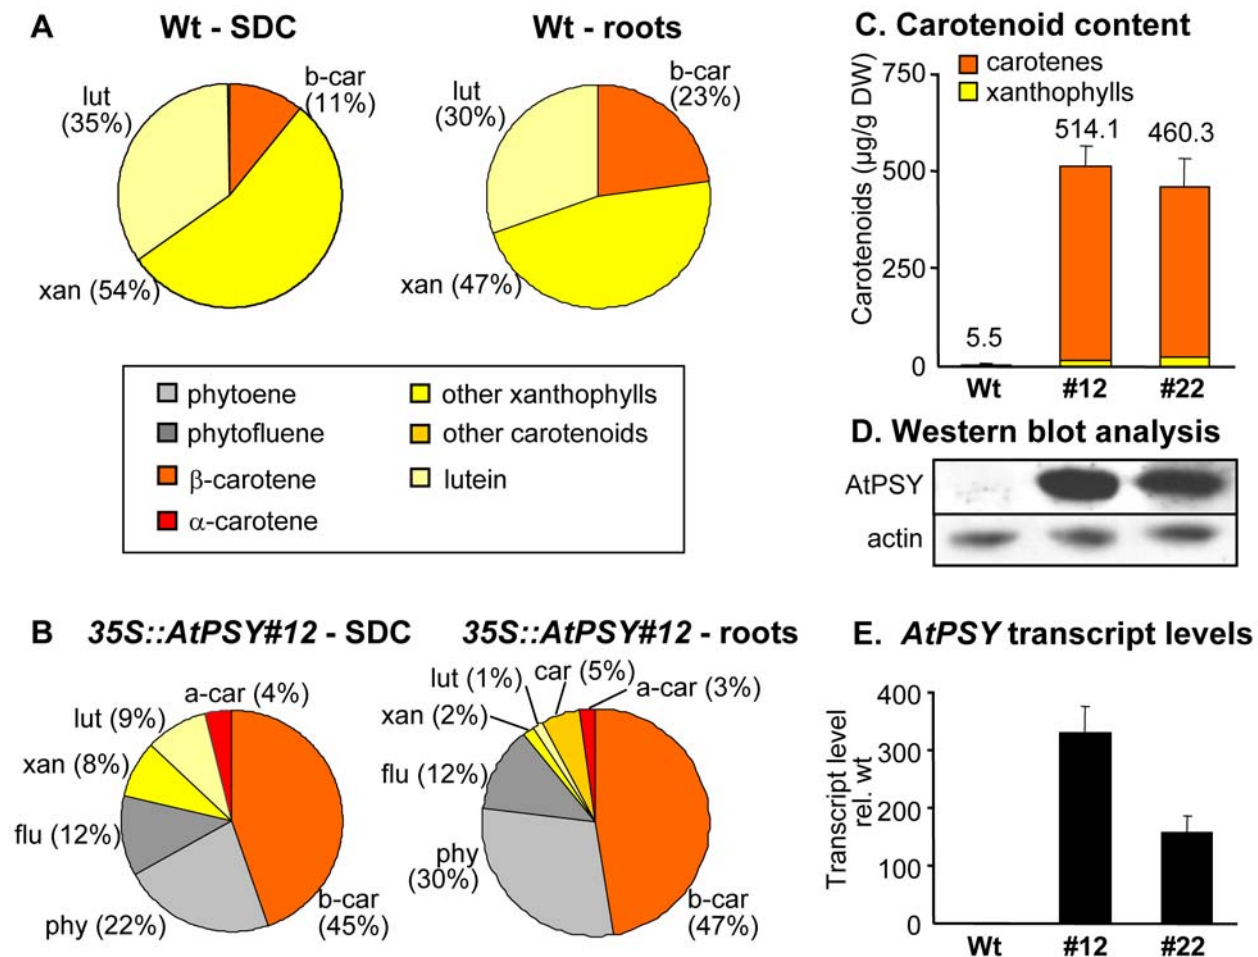 A
Wt - SDC
Wt - roots
b-car
(11%)
lut
(35%)
xan (54%)
b-car
(23%)
lut
(30%)
xan (47%)
phytoene
phytofluene
β-carotene
α-carotene
other xanthophylls
other carotenoids
lutein
B
35S::AtPSY#12 - SDC
35S::AtPSY#12 - roots
a-car (4%)
lut (9%)
xan (8%)
flu (12%)
phy (22%)
b-car
(45%)
lut (1%)
car (5%)
a-car (3%)
xan (2%)
flu (12%)
phy
(30%)
b-car
(47%)
C. Carotenoid content
carotenes
xanthophylls
Carotenoids (µg/g DW)
750
500
250
0
5.5
514.1
460.3
Wt
#12
#22
D. Western blot analysis
AtPSY
actin
E. AtPSY transcript levels
Transcript level
rel. wt
400
300
200
100
0
Wt
#12
#22